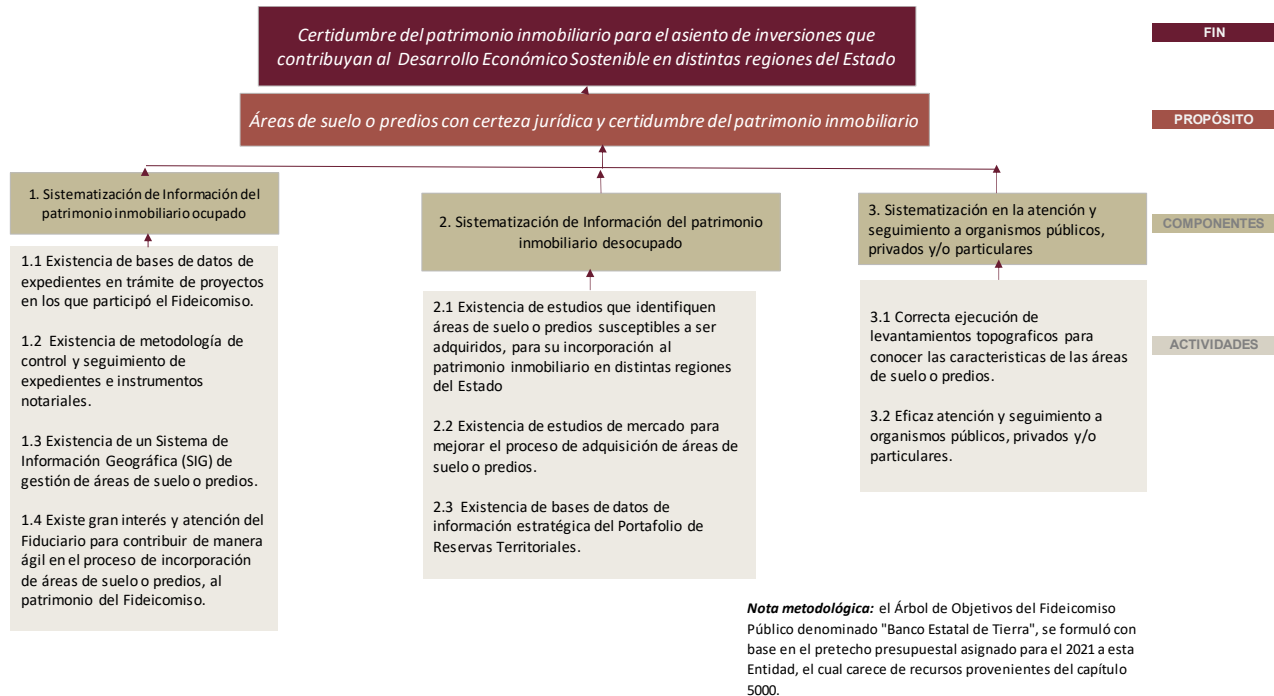 Certidumbre del patrimonio inmobiliario para el asiento de inversiones que
contribuyan al Desarrollo Económico Sostenible en distintas regiones del Estado
FIN
Áreas de suelo o predios con certeza jurídica y certidumbre del patrimonio inmobiliario
PROPÓSITO
1. Sistematización de Información del
patrimonio inmobiliario ocupado
2. Sistematización de Información del patrimonio
inmobiliario desocupado
3. Sistematización en la atención y
seguimiento a organismos públicos,
privados y/o particulares
COMPONENTES
1.1 Existencia de bases de datos de
expedientes en trámite de proyectos
en los que participó el Fideicomiso.
1.2 Existencia de metodología de
control y seguimiento de
expedientes e instrumentos
notariales.
1.3 Existencia de un Sistema de
Información Geográfica (SIG) de
gestión de áreas de suelo o predios.
1.4 Existe gran interés y atención del
Fiduciario para contribuir de manera
ágil en el proceso de incorporación
de áreas de suelo o predios, al
patrimonio del Fideicomiso.
2.1 Existencia de estudios que identifiquen
áreas de suelo o predios susceptibles a ser
adquiridos, para su incorporación al
patrimonio inmobiliario en distintas regiones
del Estado
2.2 Existencia de estudios de mercado para
mejorar el proceso de adquisición de áreas de
suelo o predios.
2.3 Existencia de bases de datos de
información estratégica del Portafolio de
Reservas Territoriales.
3.1 Correcta ejecución de
levantamientos topograficos para
conocer las caracteristicas de las áreas
de suelo o predios.
3.2 Eficaz atención y seguimiento a
organismos públicos, privados y/o
particulares.
ACTIVIDADES
Nota metodológica: el Árbol de Objetivos del Fideicomiso
Público denominado "Banco Estatal de Tierra", se formuló con
base en el pretecho presupuestal asignado para el 2021 a esta
Entidad, el cual carece de recursos provenientes del capítulo
5000.